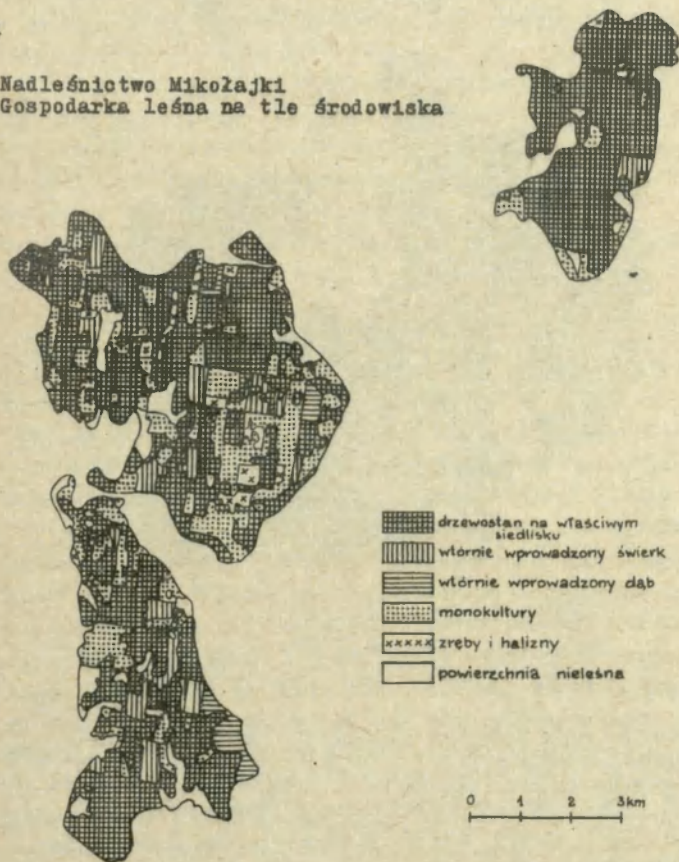 Nadleśnictwo Mikołajki
Gospodarka leśna na tle środowiska
drzewostan na właściwym
siedlisku
wtórnie wprowadzony świerk
wtórnie wprowadzony dąb
monokultury
zręby i halizny
powierzchnia nieleśna
0 1 2 3km